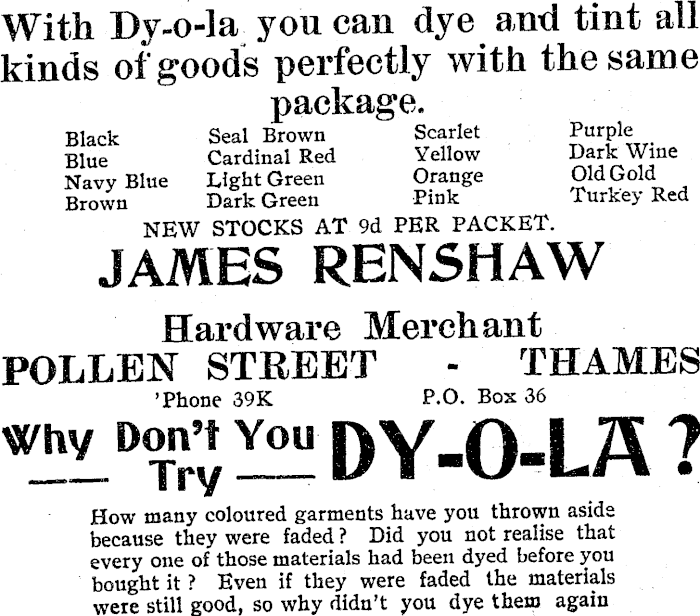 With Dy-o-la you can dye and tint all
kinds of goods perfectly with the same
package.
Black Seal Brown Scarlet Purple
Blue Cardinal Red Yellow Dark Wine
Navy Blue Light Green Orange Old Gold
Brown Dark Green Pink Turkey Red
NEW STOCKS AT 9d PER PACKET.
JAMES RENSHAW
Hardware Merchant
POLLEN STREET - THAMES
'Phone 39K P.O. Box 36
Why Don't You
Try DY-O-LA ?
How many coloured garments have you thrown aside
because they were faded ? Did you not realise that
every one of those materials had been dyed before you
bought it ? Even if they were faded the materials
were still good, so why didn't you dye them again